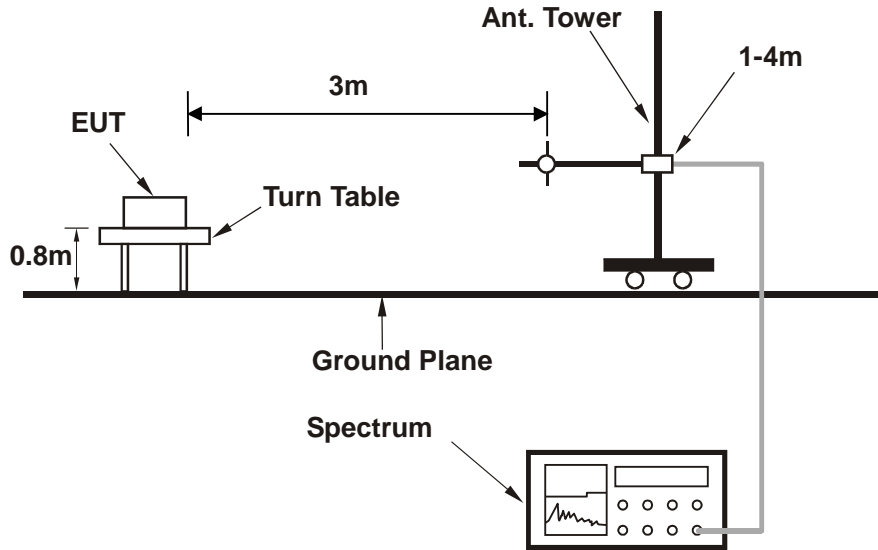 Ant. Tower
1-4m
3m
EUT
Turn Table
0.8m
Ground Plane
Spectrum